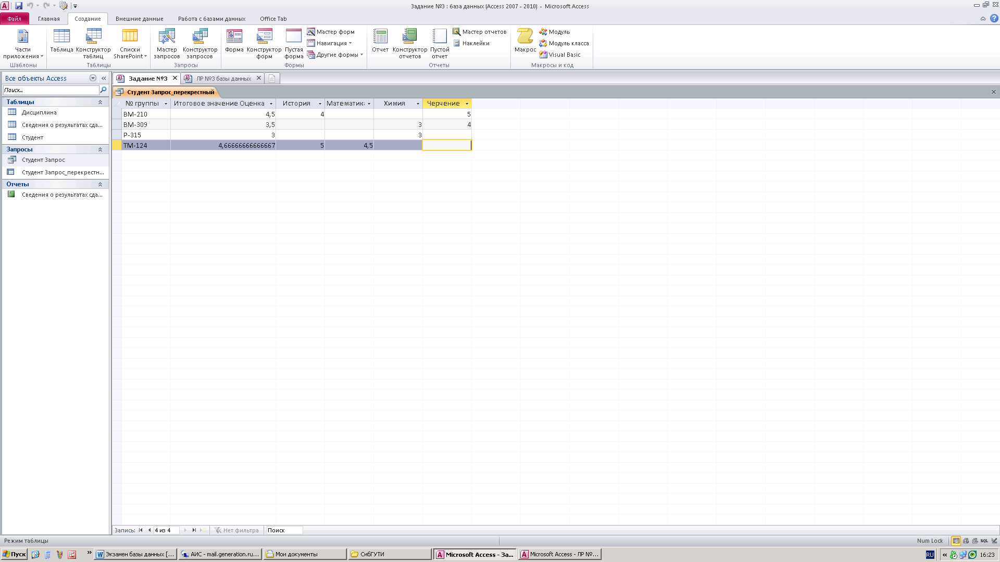 Задание №3 : база данных (Access 2007 - 2010) - Microsoft Access
Файл Главная Создание Внешние данные Работа с базами данных Office Tab
Части приложения Таблица Конструктор таблиц Списки SharePoint Мастер запросов Конструктор запросов Форма Конструктор форм Пустая форма Мастер форм Навигация Другие формы Отчет Конструктор отчетов Пустой отчет Мастер отчетов Наклейки Макрос Модуль Модуль класса Visual Basic
Шаблоны Таблицы Запросы Формы Отчеты Макросы и код
Все объекты Access
Поиск...
Таблицы
Дисциплина
Сведения о результатах сда...
Студент
Запросы
Студент Запрос
Студент Запрос_перекрестн...
Отчеты
Сведения о результатах сда...
Задание №3 ЛР №3 базы данных
Студент Запрос_перекрестный
№ группы Итоговое значение Оценка История Математик Химия Черчение
ВМ-210 4,5 4 5
ВМ-309 3,5 3 4
Р-315 3 3
ТМ-124 4,66666666666667 5 4,5
Запись: 4 из 4 Нет фильтра Поиск
Режим таблицы Num Lock SQL
Пуск Экзамен базы данных [... АИС - mail.generation.ru... Мои документы СибГУТИ Microsoft Access - За... Microsoft Access - ЛР №... RU 16:23